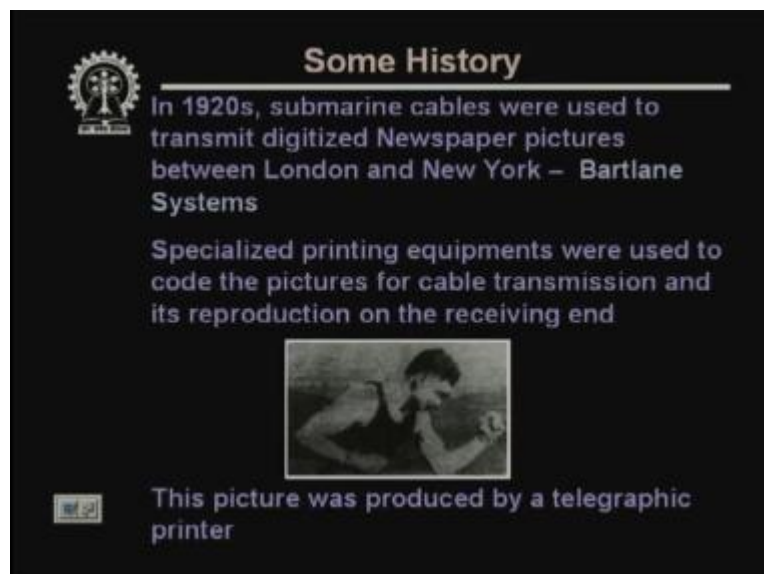 Some History
In 1920s, submarine cables were used to
transmit digitized Newspaper pictures
between London and New York – Bartlane
Systems
Specialized printing equipments were used to
code the pictures for cable transmission and
its reproduction on the receiving end
This picture was produced by a telegraphic
printer